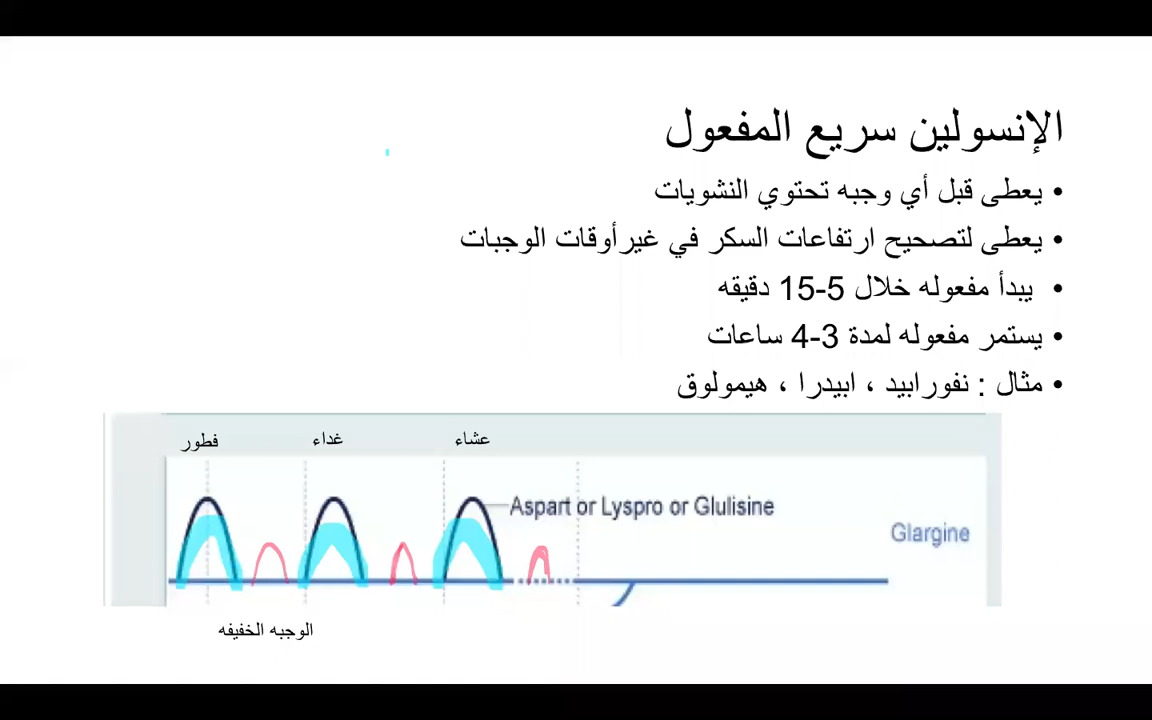 الإنسولين سريع المفعول
• يعطى قبل أي وجبه تحتوي النشويات
• يعطى لتصحيح ارتفاعات السكر في غيرأوقات الوجبات
• يبدأ مفعوله خلال 5-15 دقيقه
• يستمر مفعوله لمدة 3-4 ساعات
• مثال : نفورابيد ، ابيدرا ، هيمولوق
فطور
غداء
عشاء
Aspart or Lyspro or Glulisine
Glargine
الوجبه الخفيفه